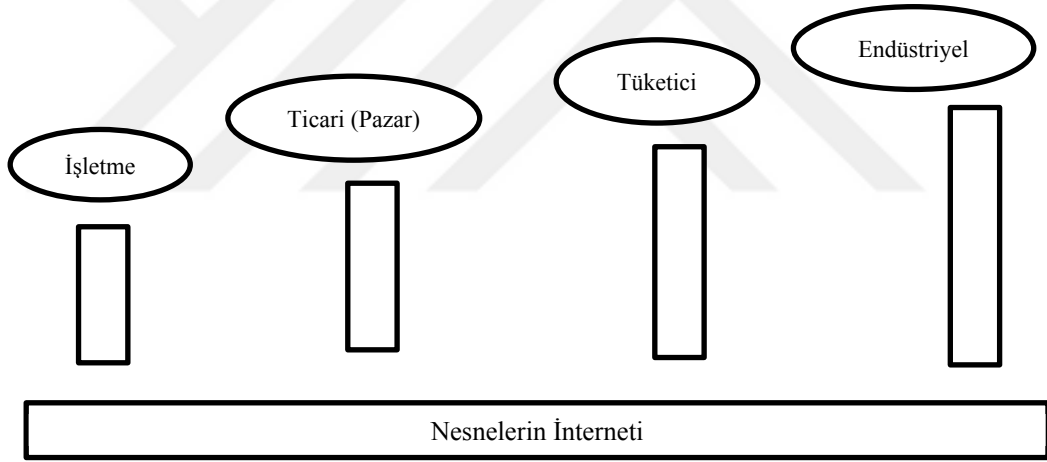 Endüstriyel
Tüketici
Ticari (Pazar)
İşletme
Nesnelerin İnterneti